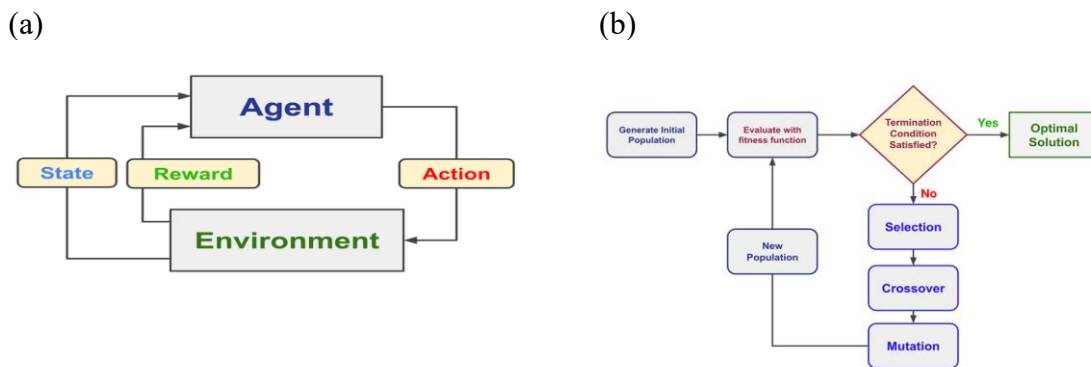 (a)
Agent
State
Reward
Action
Environment
(b)
Generate Initial
Population
Evaluate with
fitness function
Termination
Condition
Satisfied?
Yes
Optimal
Solution
No
Selection
New
Population
Crossover
Mutation